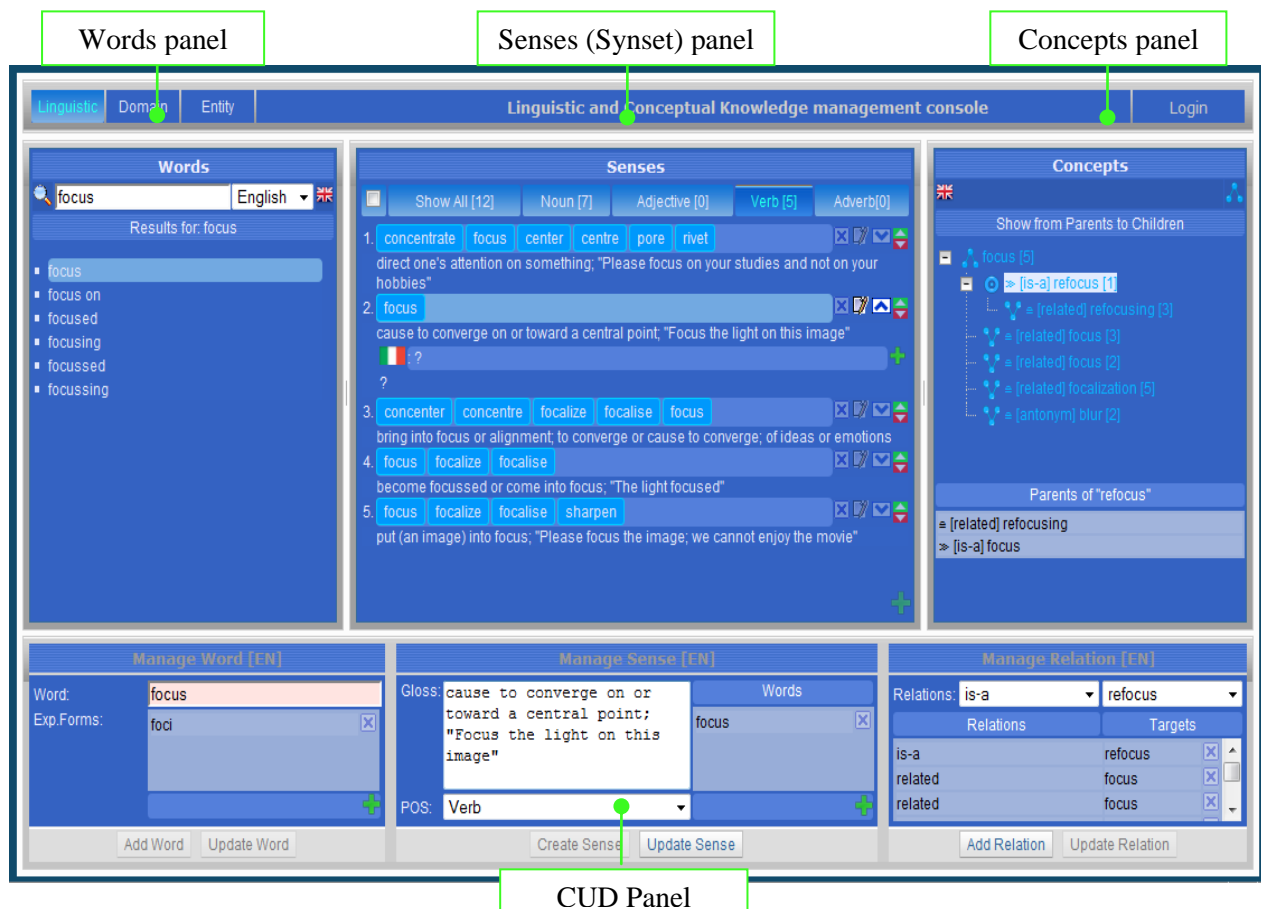 Words panel
Senses (Synset) panel
Concepts panel
Linguistic Domain Entity
Linguistic and Conceptual Knowledge management console
Login
Words
focus English
Results for: focus
focus
focus on
focused
focusing
focussed
focussing
Senses
Show All [12] Noun [7] Adjective [0] Verb [5] Adverb[0]
1. concentrate focus center centre pore rivet
direct one's attention on something; "Please focus on your studies and not on your
hobbies"
2. focus
cause to converge on or toward a central point; "Focus the light on this image"
: ?
?
3. concenter concentre focalize focalise focus
bring into focus or alignment; to converge or cause to converge; of ideas or emotions
4. focus focalize focalise
become focussed or come into focus; "The light focused"
5. focus focalize focalise sharpen
put (an image) into focus; "Please focus the image; we cannot enjoy the movie"
Concepts
Show from Parents to Children
focus [5]
» [is-a] refocus [1]
≘ [related] refocusing [3]
≘ [related] focus [3]
≘ [related] focus [2]
≘ [related] focalization [5]
≘ [antonym] blur [2]
Parents of "refocus"
≘ [related] refocusing
» [is-a] focus
Manage Word [EN]
Word: focus
Exp.Forms: foci
Add Word Update Word
Manage Sense [EN]
Gloss: cause to converge on or
toward a central point;
"Focus the light on this
image"
Words
focus
POS: Verb
Create Sense Update Sense
Manage Relation [EN]
Relations: is-a refocus
Relations Targets
is-a refocus
related focus
related focus
Add Relation Update Relation
CUD Panel